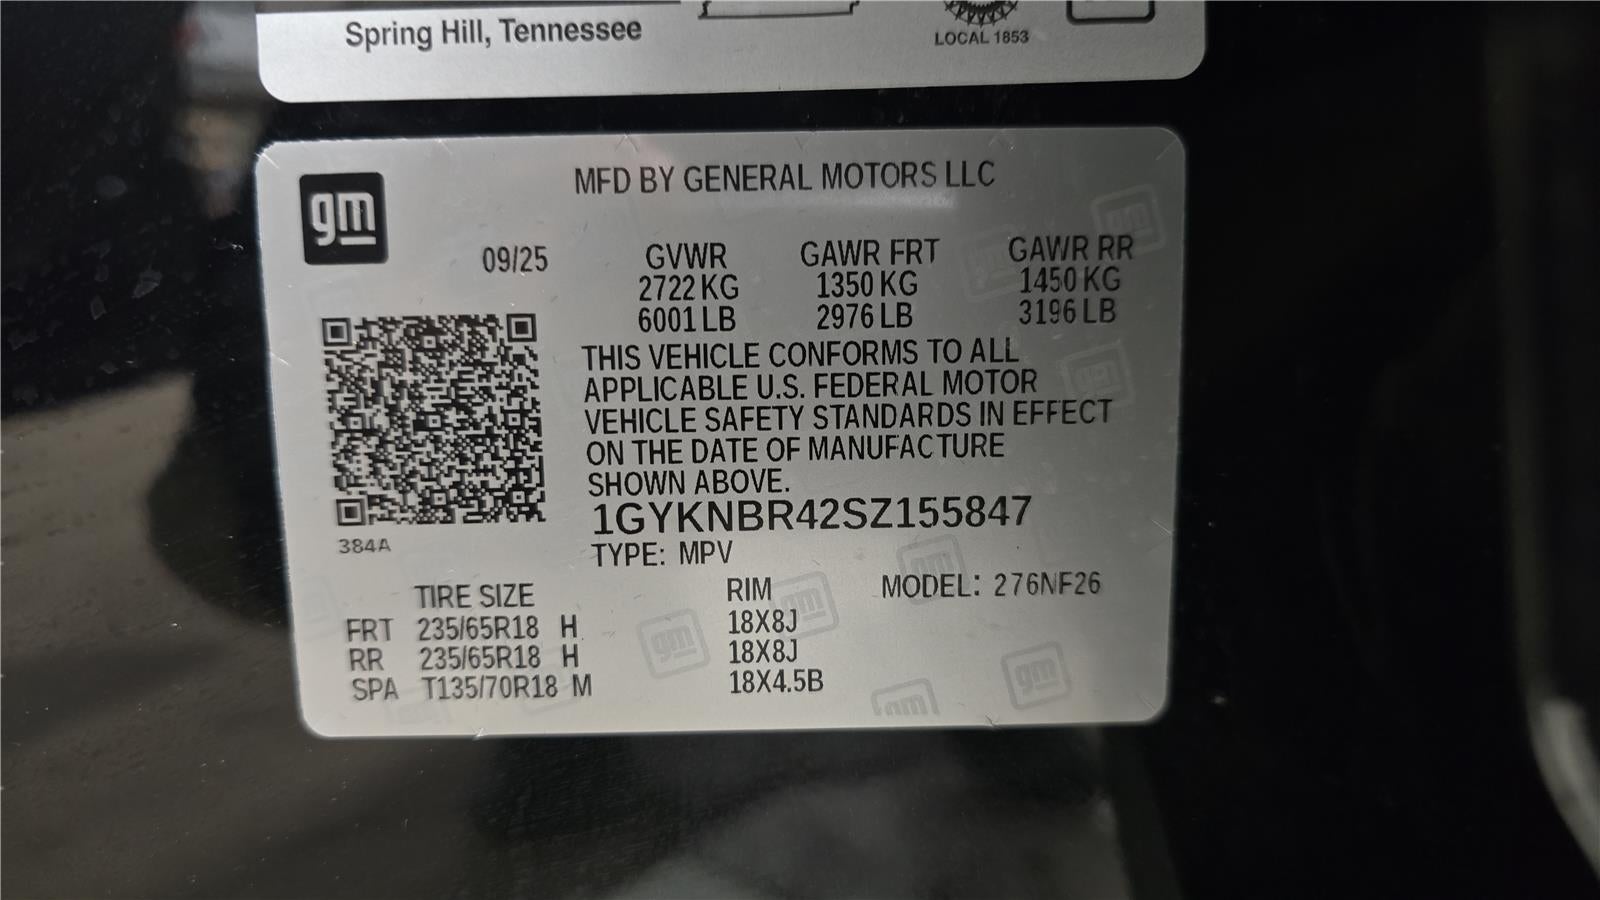 Spring Hill, Tennessee
LOCAL 1853
gm
MFD BY GENERAL MOTORS LLC
09/25 GVWR GAWR FRT GAWR RR
2722 KG 1350 KG 1450 KG
6001 LB 2976 LB 3196 LB
THIS VEHICLE CONFORMS TO ALL
APPLICABLE U.S. FEDERAL MOTOR
VEHICLE SAFETY STANDARDS IN EFFECT
ON THE DATE OF MANUFACTURE
SHOWN ABOVE.
1GYKNBR42SZ155847
384A
TYPE: MPV
TIRE SIZE RIM MODEL: 276NF26
FRT 235/65R18 H 18X8J
RR 235/65R18 H 18X8J
SPA T135/70R18 M 18X4.5B